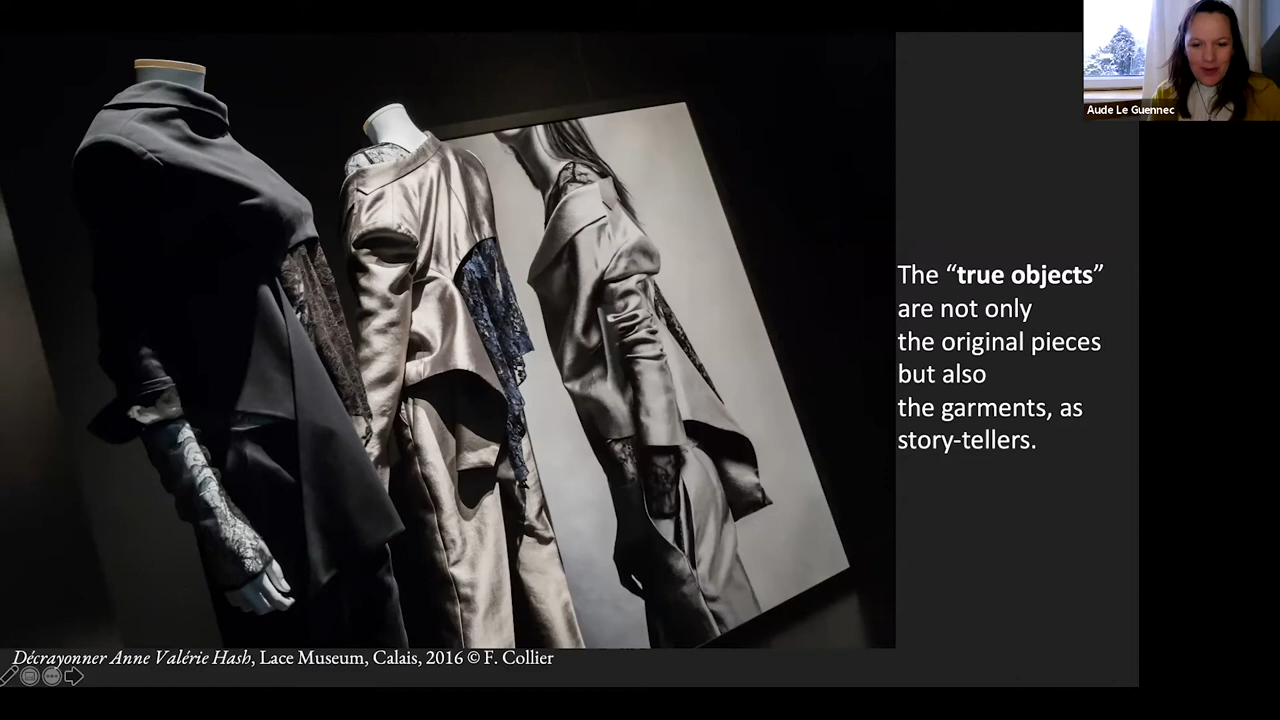 Aude Le Guennec
The “true objects”
are not only
the original pieces
but also
the garments, as
story-tellers.
Décrayonner Anne Valérie Hash, Lace Museum, Calais, 2016 © F. Collier